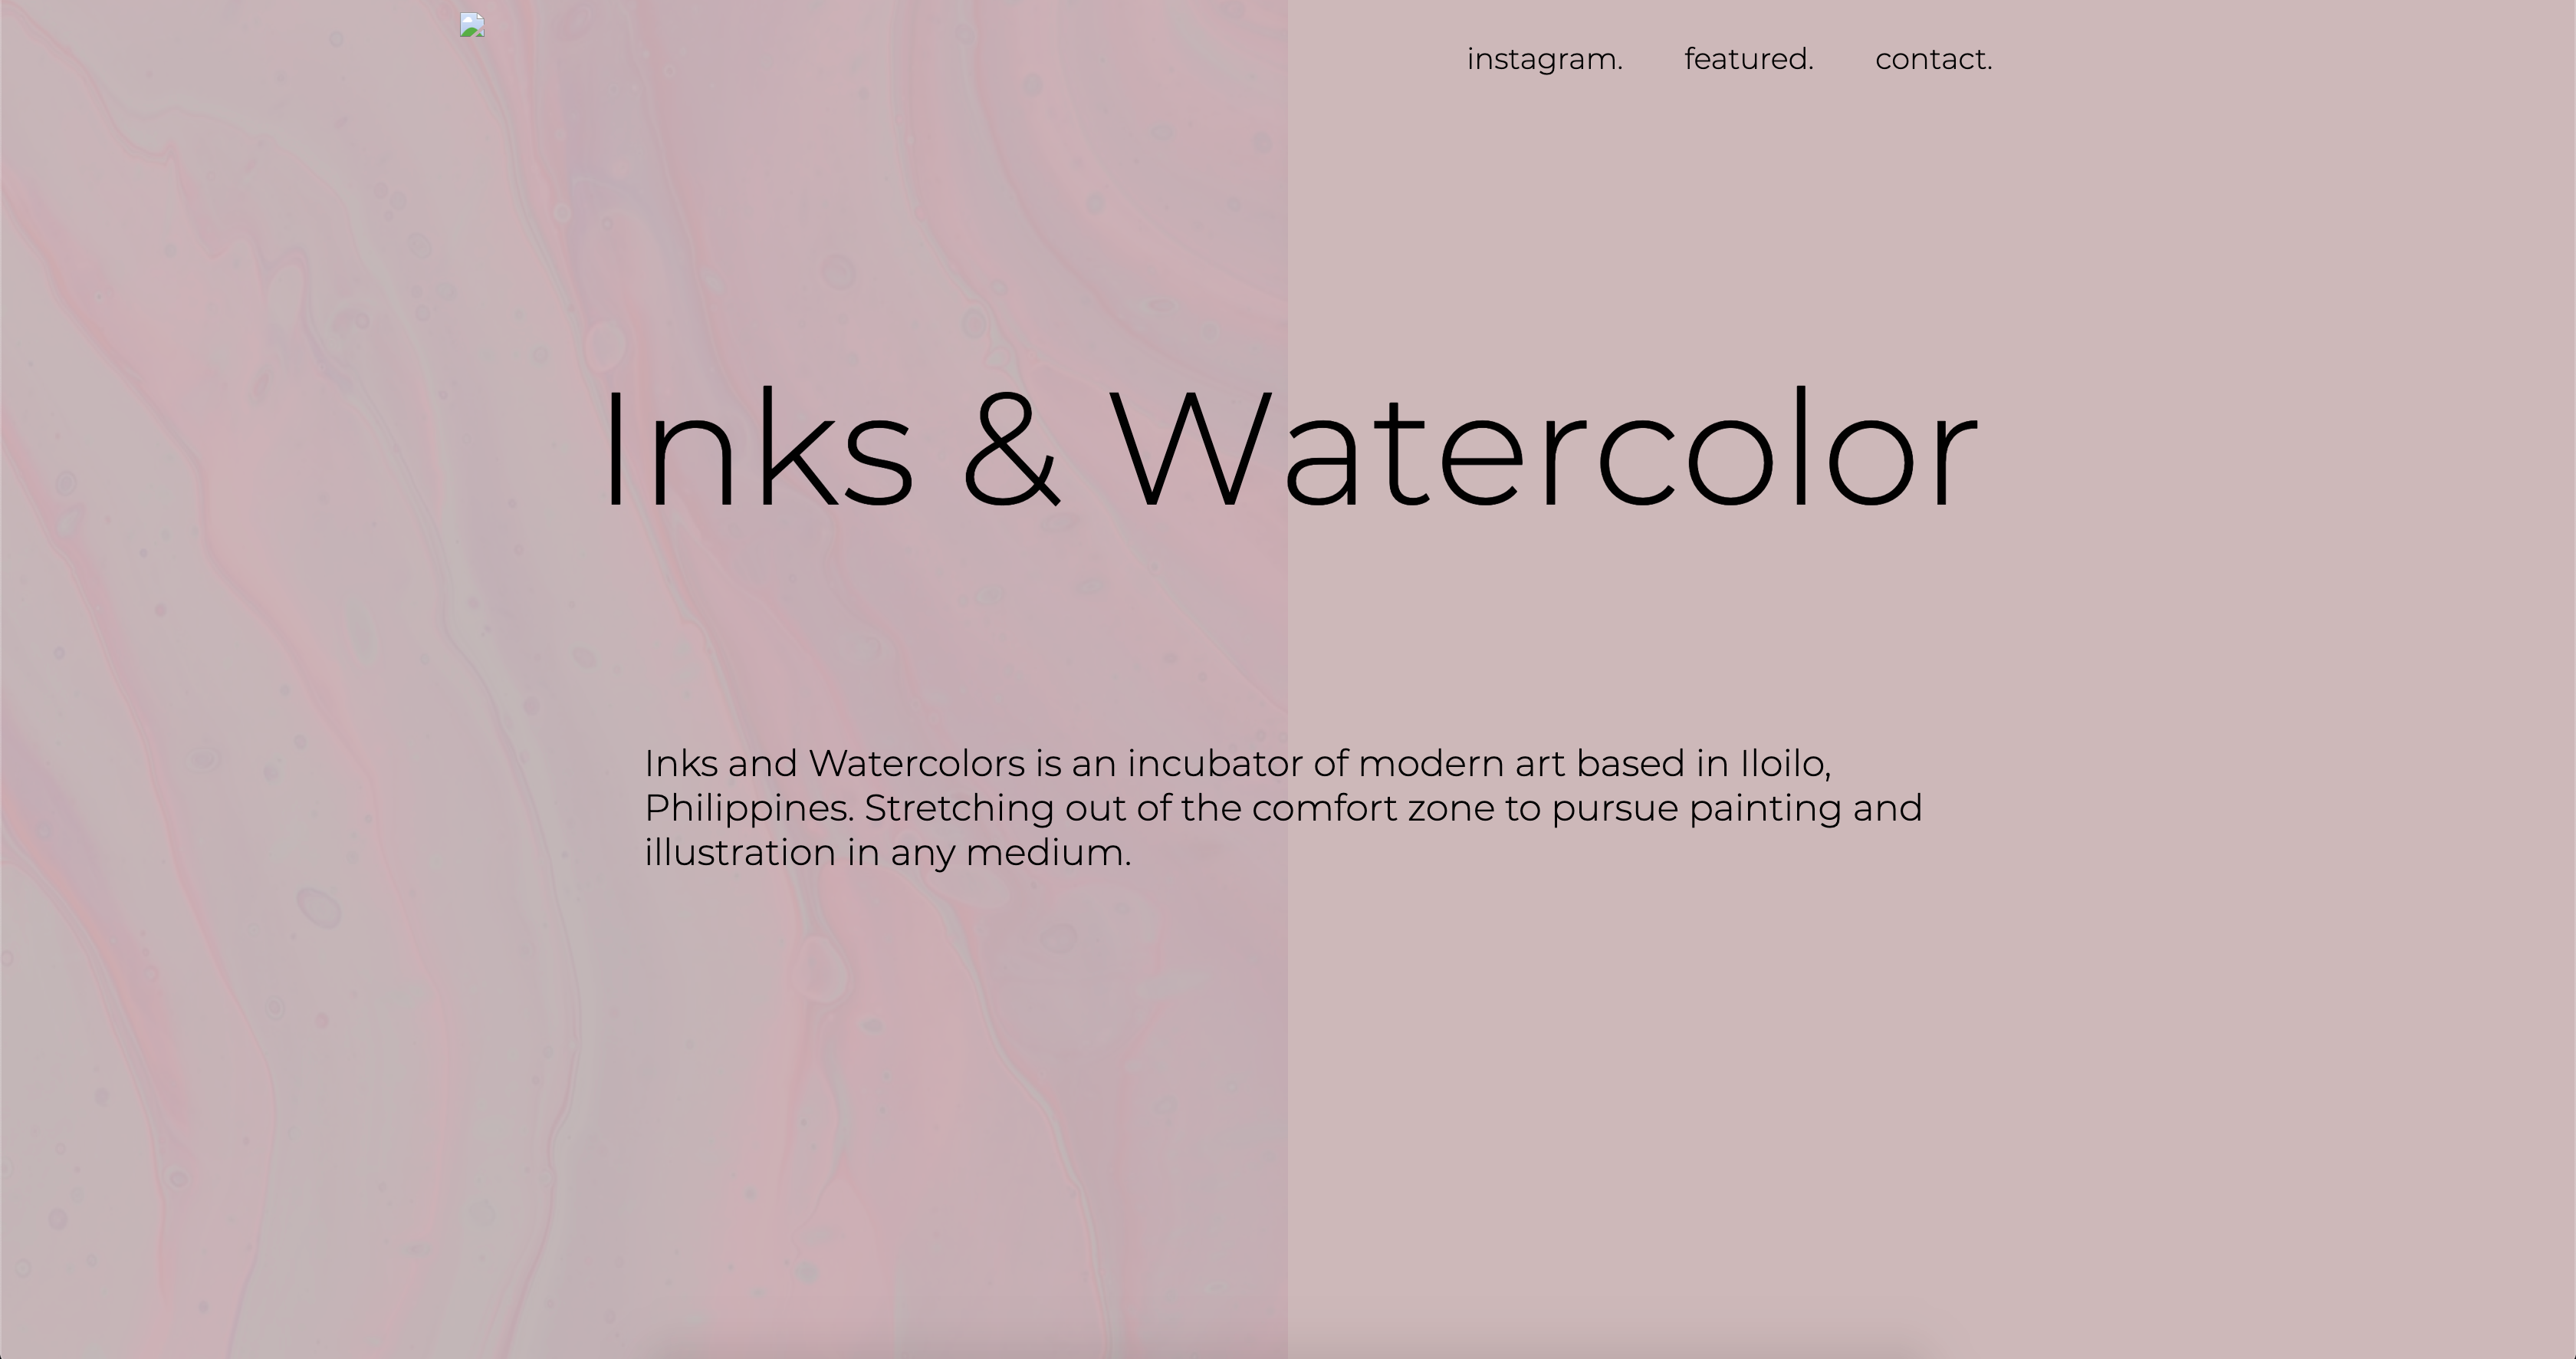 instagram. featured. contact.
Inks & Watercolor
Inks and Watercolors is an incubator of modern art based in Iloilo,
Philippines. Stretching out of the comfort zone to pursue painting and
illustration in any medium.